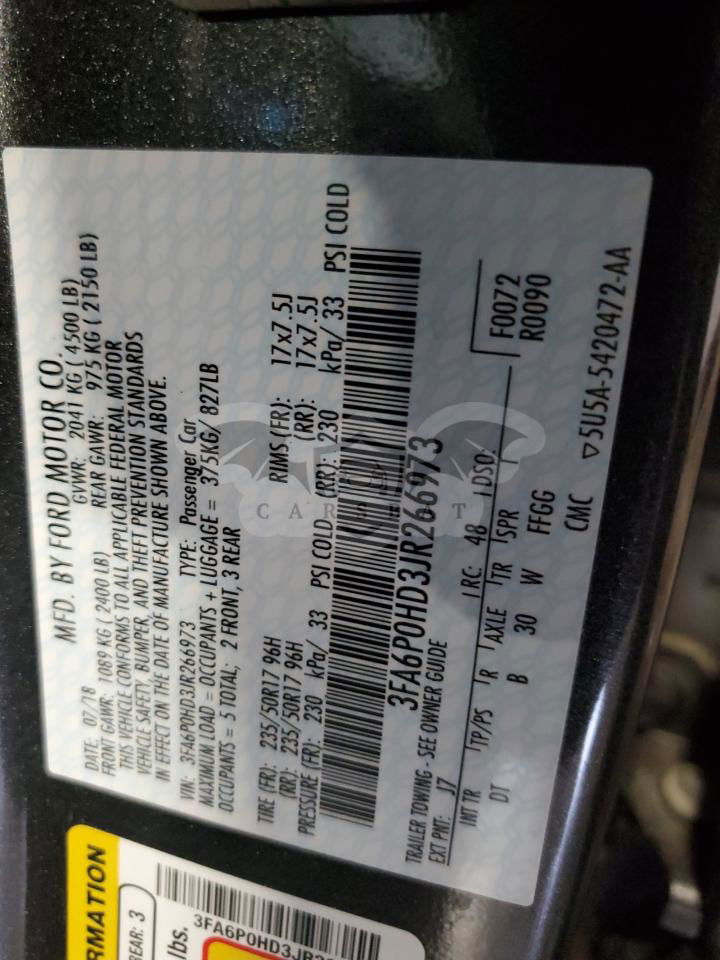 MFD. BY FORD MOTOR CO.
DATE: 07/18 GVWR: 2041 KG ( 4500 LB)
FRONT GAWR: 1089 KG ( 2400 LB) REAR GAWR: 975 KG ( 2150 LB)
THIS VEHICLE CONFORMS TO ALL APPLICABLE FEDERAL MOTOR
VEHICLE SAFETY, BUMPER, AND THEFT PREVENTION STANDARDS
IN EFFECT ON THE DATE OF MANUFACTURE SHOWN ABOVE.
VIN: 3FA6P0HD3JR266973 TYPE: Passenger Car
MAXIMUM LOAD = OCCUPANTS + LUGGAGE = 375KG/ 827LB
OCCUPANTS = 5 TOTAL; 2 FRONT, 3 REAR
TIRE (FR): 235/50R17 96H RIMS (FR): 17x7.5J
(RR): 235/50R17 96H (RR): 17x7.5J
PRESSURE (FR): 230 kPa/ 33 PSI COLD (RR): 230 kPa/ 33 PSI COLD
3FA6P0HD3JR266973
TRAILER TOWING - SEE OWNER GUIDE
EXT PNT: J7 RC: 48 DSO: F0072
R0090
INT TR TP/PS R AXLE TR SPR
DT B 30 W FFGG
CMC ▽5U5A-5420472-AA
CARSBIT
RMATION
REAR: 3
lbs.
3FA6P0HD3JR26